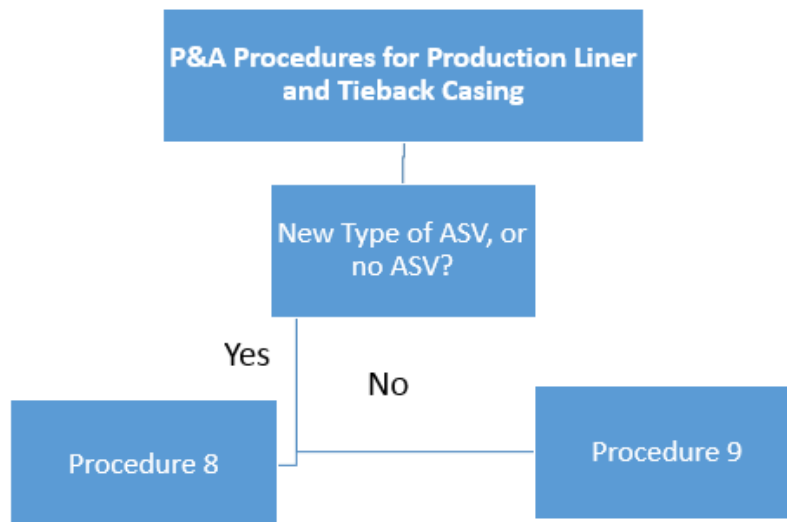 P&A Procedures for Production Liner
and Tieback Casing
New Type of ASV, or
no ASV?
Yes
No
Procedure 8
Procedure 9